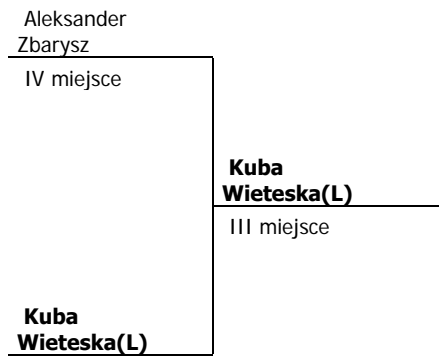 Aleksander
Zbarysz
IV miejsce
Kuba
Wieteska(L)
III miejsce
Kuba
Wieteska(L)